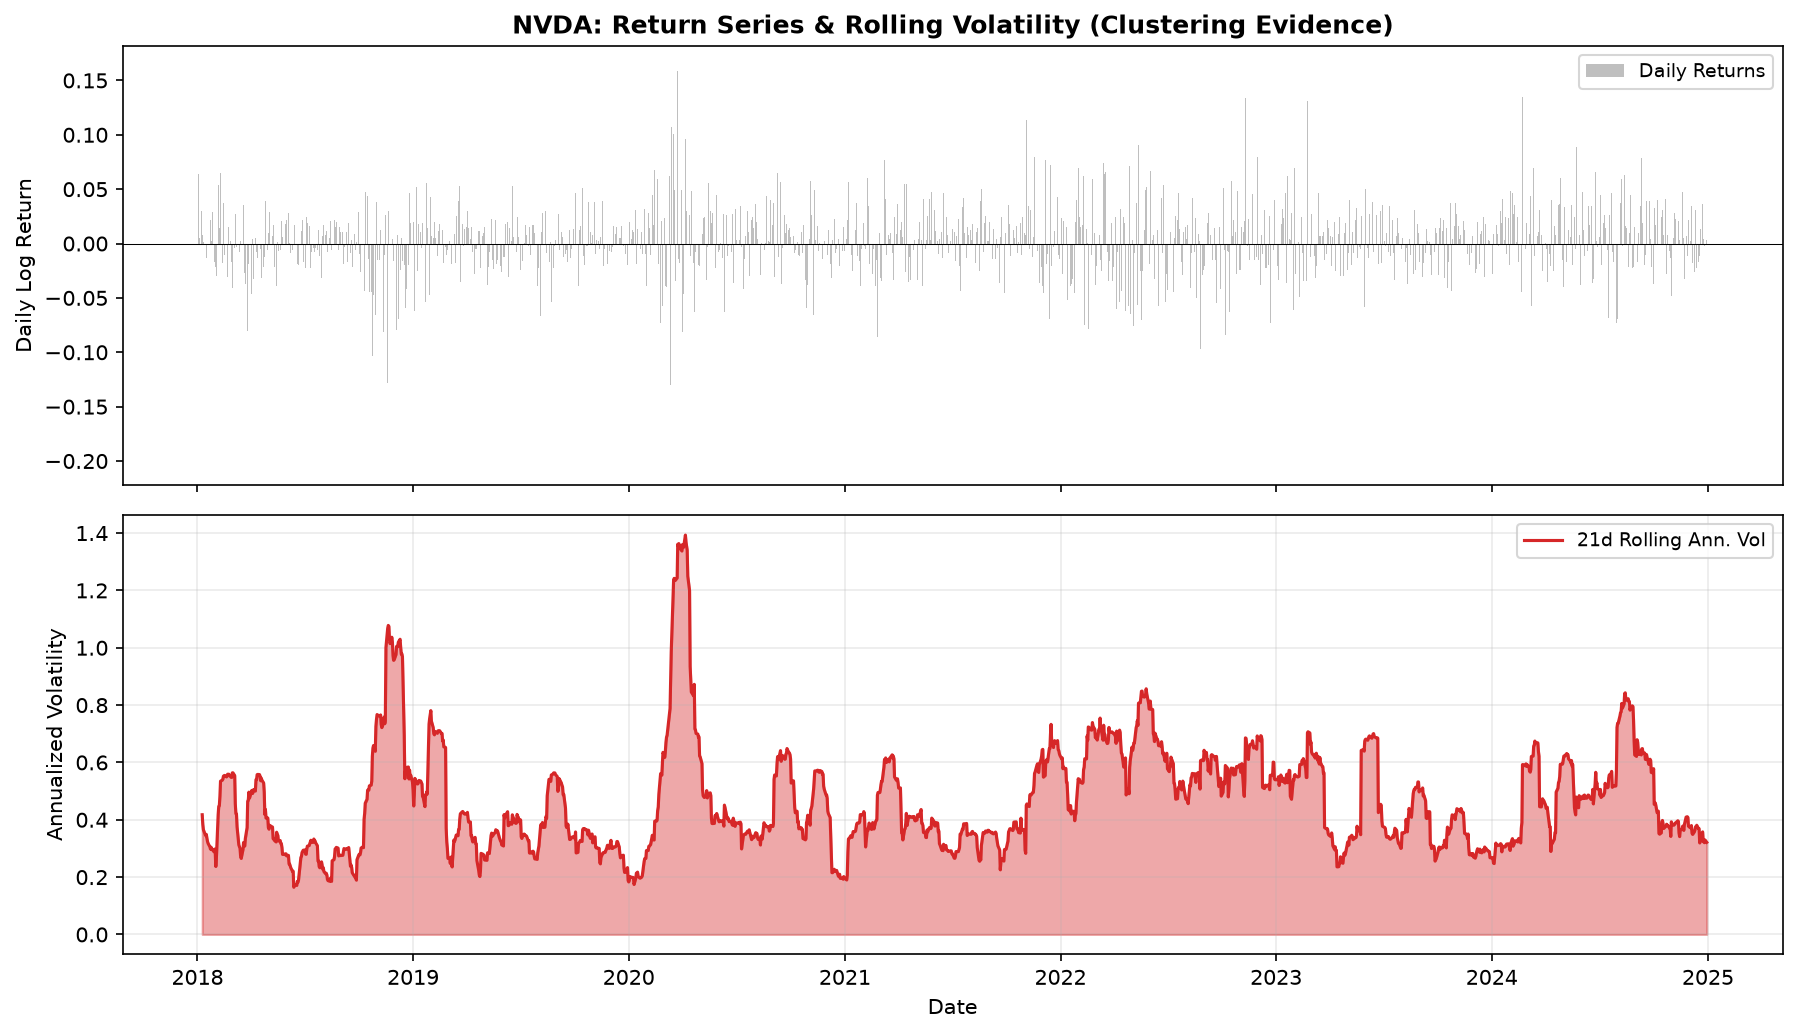 NVDA: Return Series & Rolling Volatility (Clustering Evidence)
Daily Returns
Daily Log Return
0.15
0.10
0.05
0.00
−0.05
−0.10
−0.15
−0.20
21d Rolling Ann. Vol
Annualized Volatility
1.4
1.2
1.0
0.8
0.6
0.4
0.2
0.0
2018 2019 2020 2021 2022 2023 2024 2025
Date